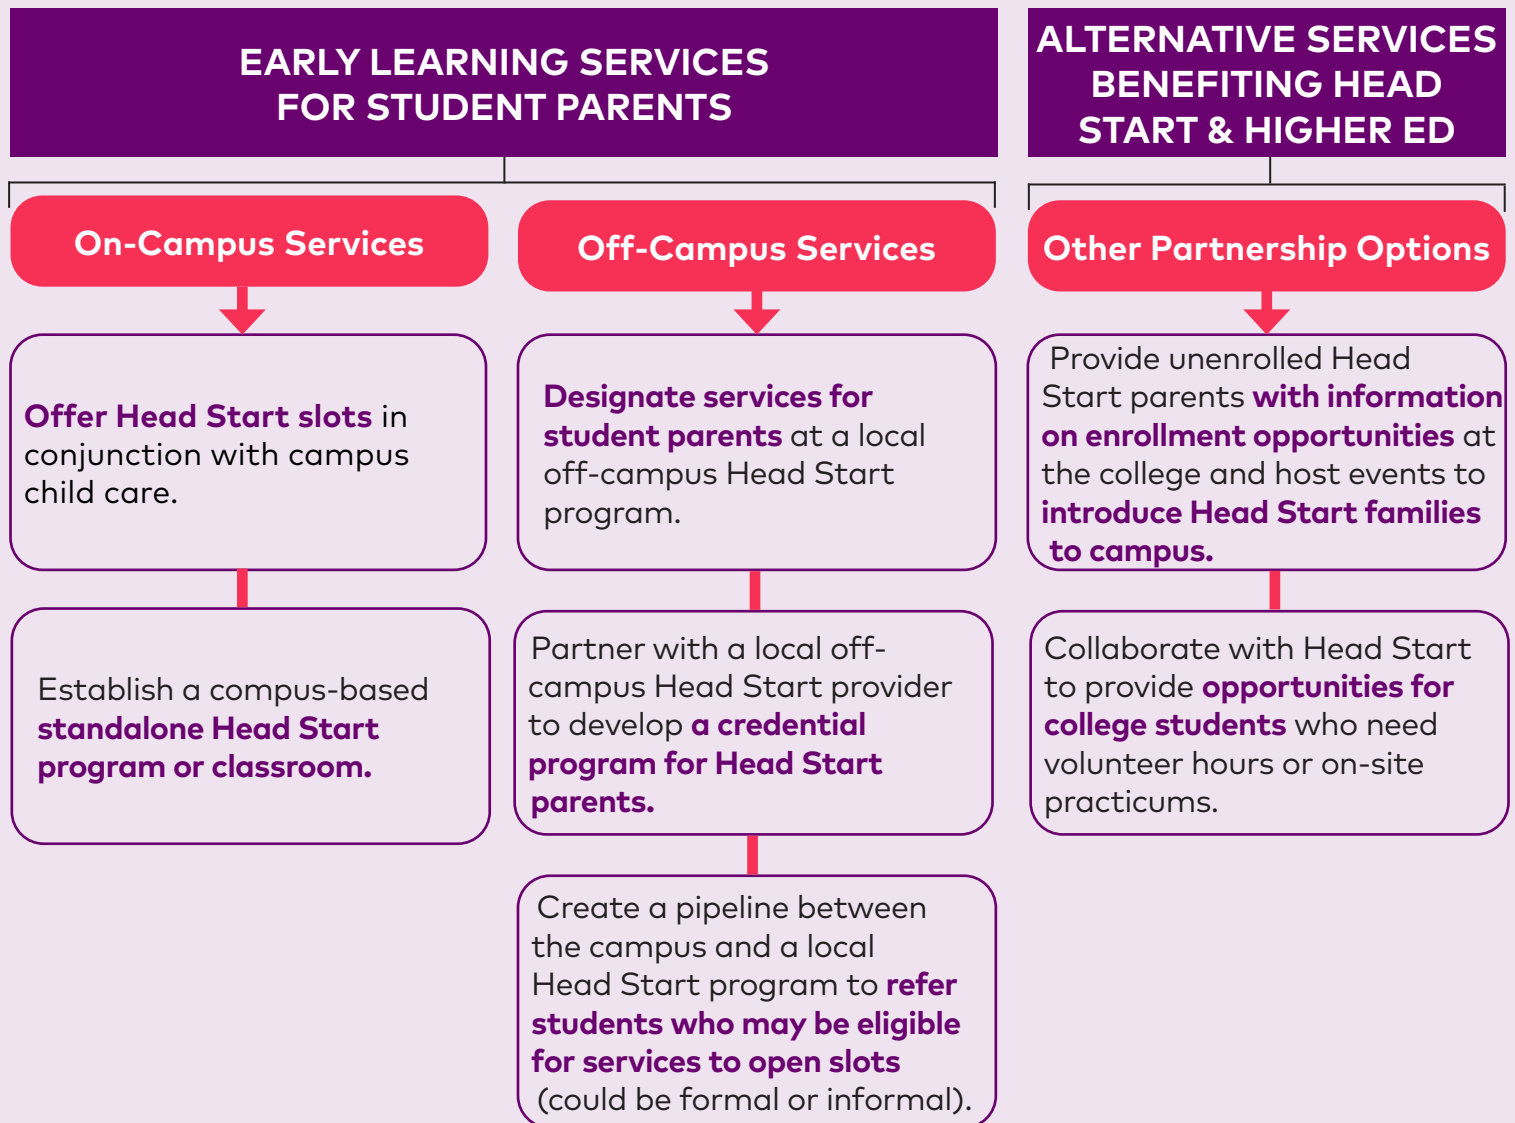 EARLY LEARNING SERVICES
FOR STUDENT PARENTS
ALTERNATIVE SERVICES
BENEFITING HEAD
START & HIGHER ED
On-Campus Services
Offer Head Start slots in
conjunction with campus
child care.
Establish a compus-based
standalone Head Start
program or classroom.
Off-Campus Services
Designate services for
student parents at a local
off-campus Head Start
program.
Partner with a local off-
campus Head Start provider
to develop a credential
program for Head Start
parents.
Create a pipeline between
the campus and a local
Head Start program to refer
students who may be eligible
for services to open slots
(could be formal or informal).
Other Partnership Options
Provide unenrolled Head
Start parents with information
on enrollment opportunities at
the college and host events to
introduce Head Start families
to campus.
Collaborate with Head Start
to provide opportunities for
college students who need
volunteer hours or on-site
practicums.